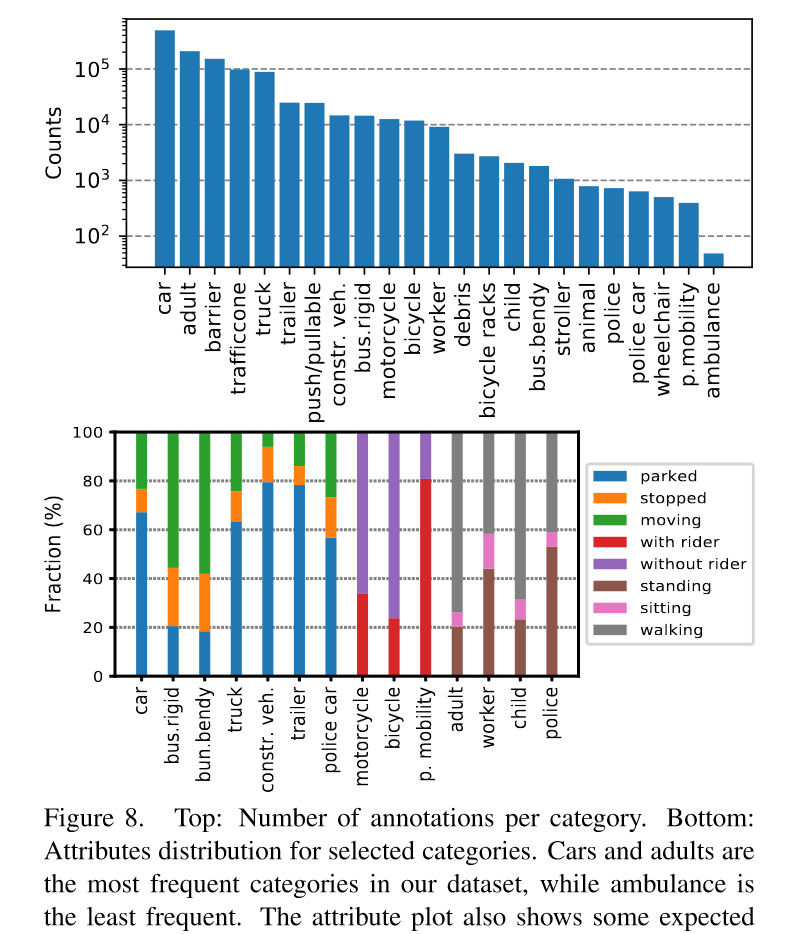 10^5
10^4
10^3
10^2
Counts
car
adult
barrier
trafficcone
truck
trailer
push/pullable
constr. veh.
bus.rigid
motorcycle
bicycle
worker
debris
bicycle racks
child
bus.bendy
stroller
animal
police
police car
wheelchair
p.mobility
ambulance
100
80
60
40
20
0
Fraction (%)
car
bus.rigid
bun.bendy
truck
constr. veh.
trailer
police car
motorcycle
bicycle
p. mobility
adult
worker
child
police
parked
stopped
moving
with rider
without rider
standing
sitting
walking
Figure 8. Top: Number of annotations per category. Bottom:
Attributes distribution for selected categories. Cars and adults are
the most frequent categories in our dataset, while ambulance is
the least frequent. The attribute plot also shows some expected